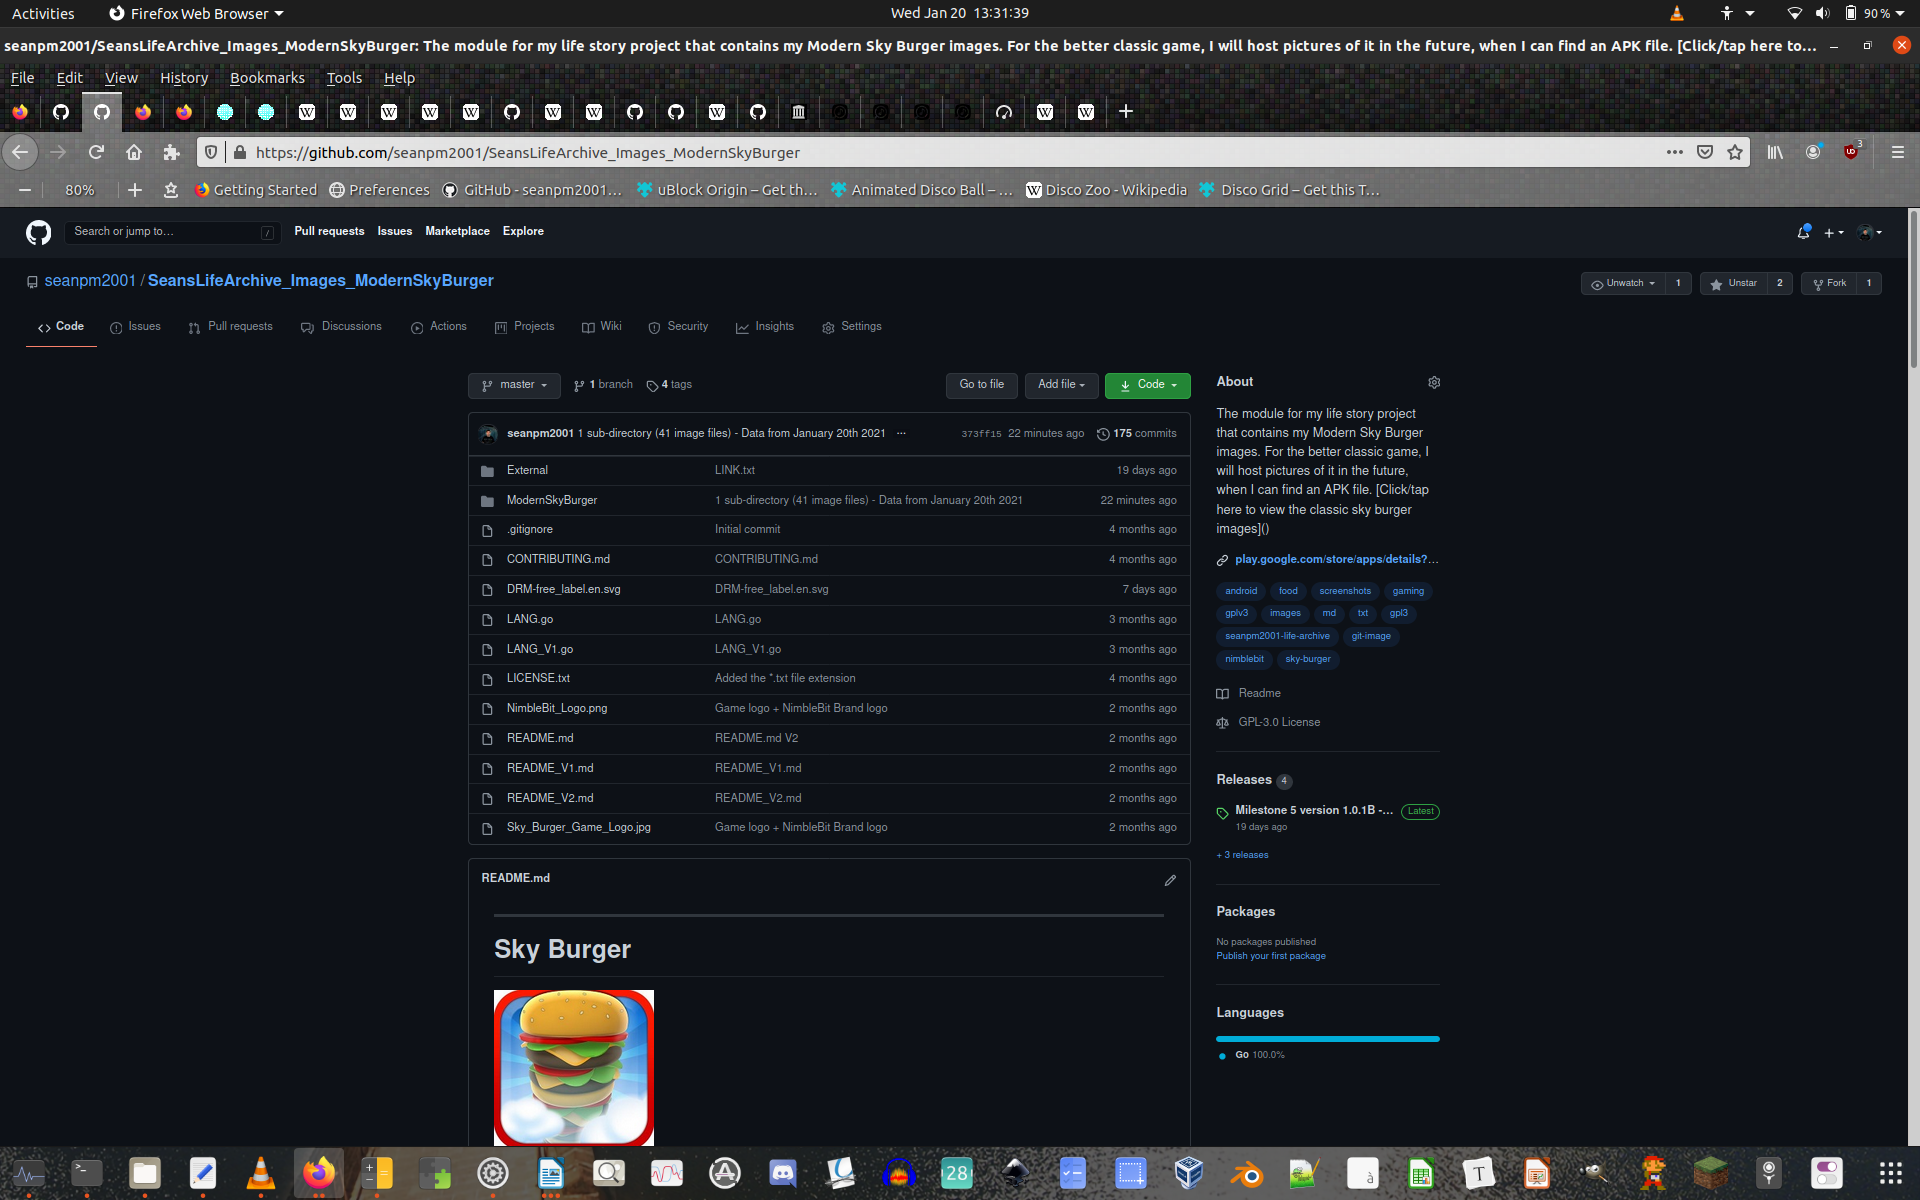 Activities Firefox Web Browser Wed Jan 20 13:31:39 90 %
seanpm2001/SeansLifeArchive_Images_ModernSkyBurger: The module for my life story project that contains my Modern Sky Burger images. For the better classic game, I will host pictures of it in the future, when I can find an APK file. [Click/tap here to...
File Edit View History Bookmarks Tools Help
https://github.com/seanpm2001/SeansLifeArchive_Images_ModernSkyBurger 3
80% Getting Started Preferences GitHub - seanpm2001... uBlock Origin – Get th... Animated Disco Ball – ... Disco Zoo - Wikipedia Disco Grid – Get this T...
Search or jump to... / Pull requests Issues Marketplace Explore
seanpm2001 / SeansLifeArchive_Images_ModernSkyBurger Unwatch 1 Unstar 2 Fork 1
Code Issues Pull requests Discussions Actions Projects Wiki Security Insights Settings
master 1 branch 4 tags Go to file Add file Code
seanpm2001 1 sub-directory (41 image files) - Data from January 20th 2021 ... 373ff15 22 minutes ago 175 commits
External LINK.txt 19 days ago
ModernSkyBurger 1 sub-directory (41 image files) - Data from January 20th 2021 22 minutes ago
.gitignore Initial commit 4 months ago
CONTRIBUTING.md CONTRIBUTING.md 4 months ago
DRM-free_label.en.svg DRM-free_label.en.svg 7 days ago
LANG.go LANG.go 3 months ago
LANG_V1.go LANG_V1.go 3 months ago
LICENSE.txt Added the *.txt file extension 4 months ago
NimbleBit_Logo.png Game logo + NimbleBit Brand logo 2 months ago
README.md README.md V2 2 months ago
README_V1.md README_V1.md 2 months ago
README_V2.md README_V2.md 2 months ago
Sky_Burger_Game_Logo.jpg Game logo + NimbleBit Brand logo 2 months ago
README.md
Sky Burger
About
The module for my life story project
that contains my Modern Sky Burger
images. For the better classic game, I
will host pictures of it in the future,
when I can find an APK file. [Click/tap
here to view the classic sky burger
images]()
play.google.com/store/apps/details?...
android food screenshots gaming
gplv3 images md txt gpl3
seanpm2001-life-archive git-image
nimblebit sky-burger
Readme
GPL-3.0 License
Releases 4
Milestone 5 version 1.0.1B -... Latest
19 days ago
+ 3 releases
Packages
No packages published
Publish your first package
Languages
Go 100.0%
28